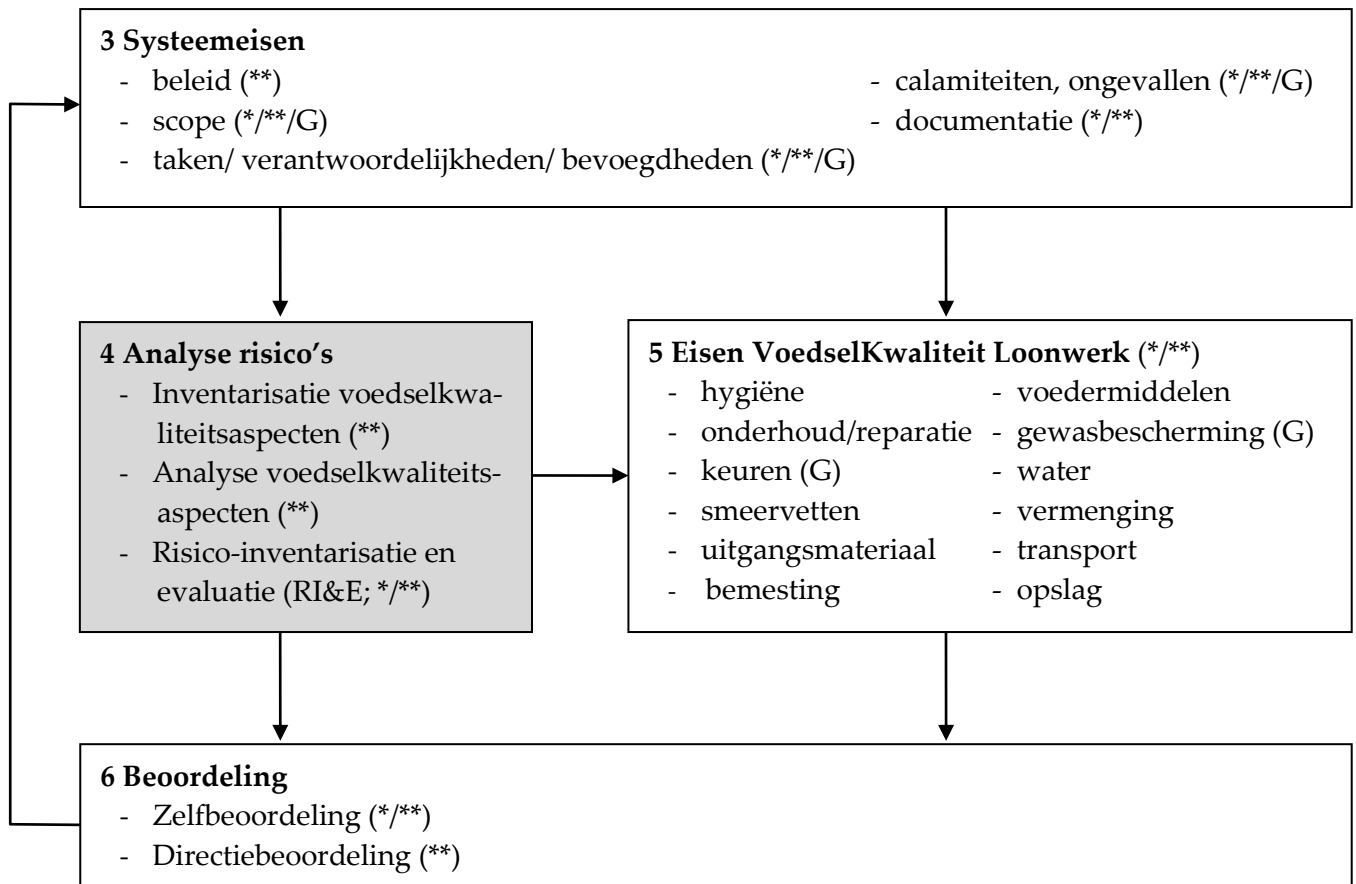 3 Systeemeisen
- beleid (**)
- scope (*/**/G)
- taken/ verantwoordelijkheden/ bevoegdheden (*/**/G)
- calamiteiten, ongevallen (*/**/G)
- documentatie (*/**)
4 Analyse risico’s
- Inventarisatie voedselkwa-
liteitsaspecten (**)
- Analyse voedselkwaliteits-
aspecten (**)
- Risico-inventarisatie en
evaluatie (RI&E; */**)
5 Eisen VoedselKwaliteit Loonwerk (*/**)
- hygiëne
- onderhoud/reparatie
- keuren (G)
- smeervetten
- uitgangsmateriaal
- bemesting
- voedermiddelen
- gewasbescherming (G)
- water
- vermenging
- transport
- opslag
6 Beoordeling
- Zelfbeoordeling (*/**)
- Directiebeoordeling (**)